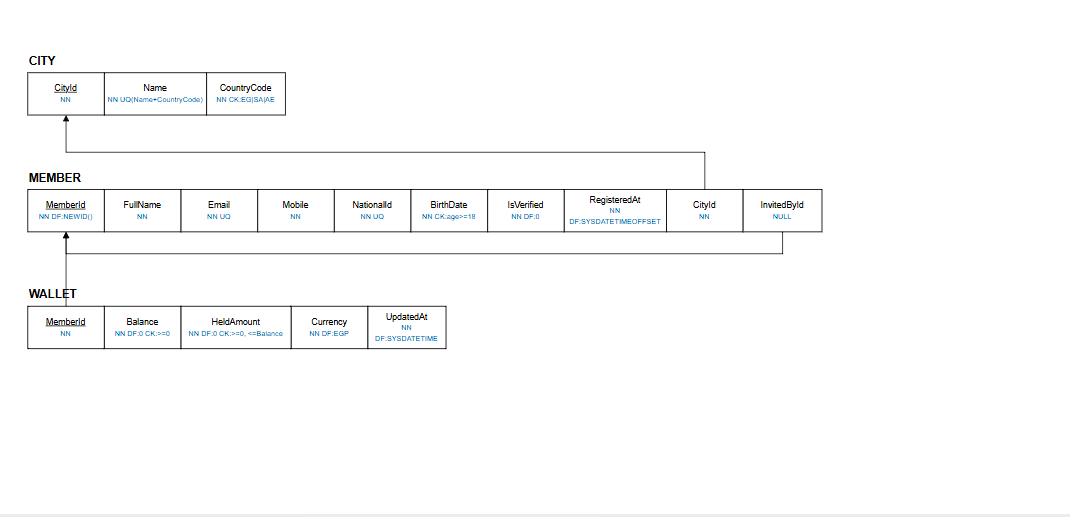 CITY
CityId
NN
Name
NN UQ(Name+CountryCode)
CountryCode
NN CK:EG|SA|AE
MEMBER
MemberId
NN DF:NEWID()
FullName
NN
Email
NN UQ
Mobile
NN
NationalId
NN UQ
BirthDate
NN CK:age>=18
IsVerified
NN DF:0
RegisteredAt
NN
DF:SYSDATETIMEOFFSET
CityId
NN
InvitedById
NULL
WALLET
MemberId
NN
Balance
NN DF:0 CK:>=0
HeldAmount
NN DF:0 CK:>=0, <=Balance
Currency
NN DF:EGP
UpdatedAt
NN
DF:SYSDATETIME